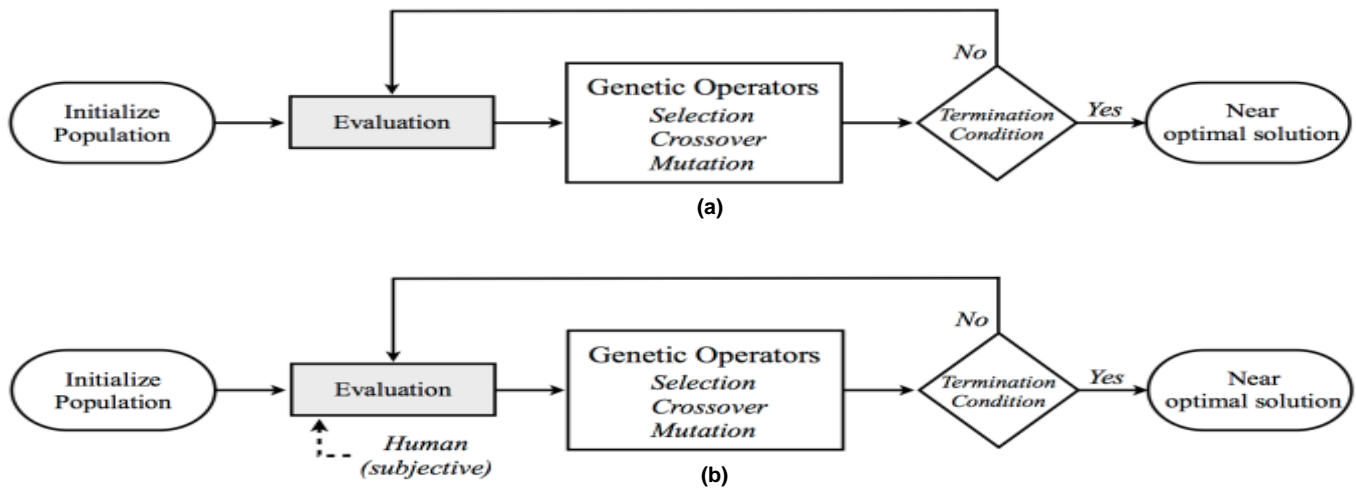 No
Initialize
Population
Evaluation
Genetic Operators
Selection
Crossover
Mutation
Termination
Condition
Yes
Near
optimal solution
(a)
No
Initialize
Population
Evaluation
Genetic Operators
Selection
Crossover
Mutation
Termination
Condition
Yes
Near
optimal solution
Human
(subjective)
(b)